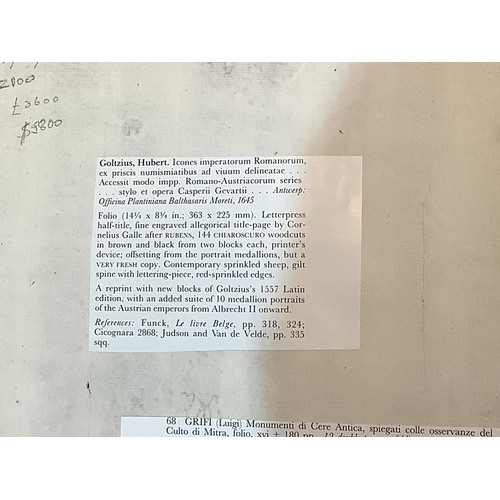 2000
£3600
$5800
Goltzius, Hubert. Icones imperatorum Romanorum,
ex priscis numismatibus ad viuum delineatae . . .
Accessit modo impp. Romano-Austriacorum series
. . . stylo et opera Casperii Gevartii . . . Antwerp:
Officina Plantiniana Balthasaris Moreti, 1645
Folio (14¼ x 8¾ in.; 363 x 225 mm). Letterpress
half-title, fine engraved allegorical title-page by Cor-
nelius Galle after RUBENS, 144 CHIAROSCURO woodcuts
in brown and black from two blocks each, printer's
device; offsetting from the portrait medallions, but a
VERY FRESH copy. Contemporary sprinkled sheep, gilt
spine with lettering-piece, red-sprinkled edges.
A reprint with new blocks of Goltzius's 1557 Latin
edition, with an added suite of 10 medallion portraits
of the Austrian emperors from Albrecht II onward.
References: Funck, Le livre Belge, pp. 318, 324;
Cicognara 2868; Judson and Van de Velde, pp. 335
sqq.
68 GRIFI (Luigi) Monumenti di Cere Antica, spiegati colle osservanze del
Culto di Mitra, folio, xvi + 180 pp., 12